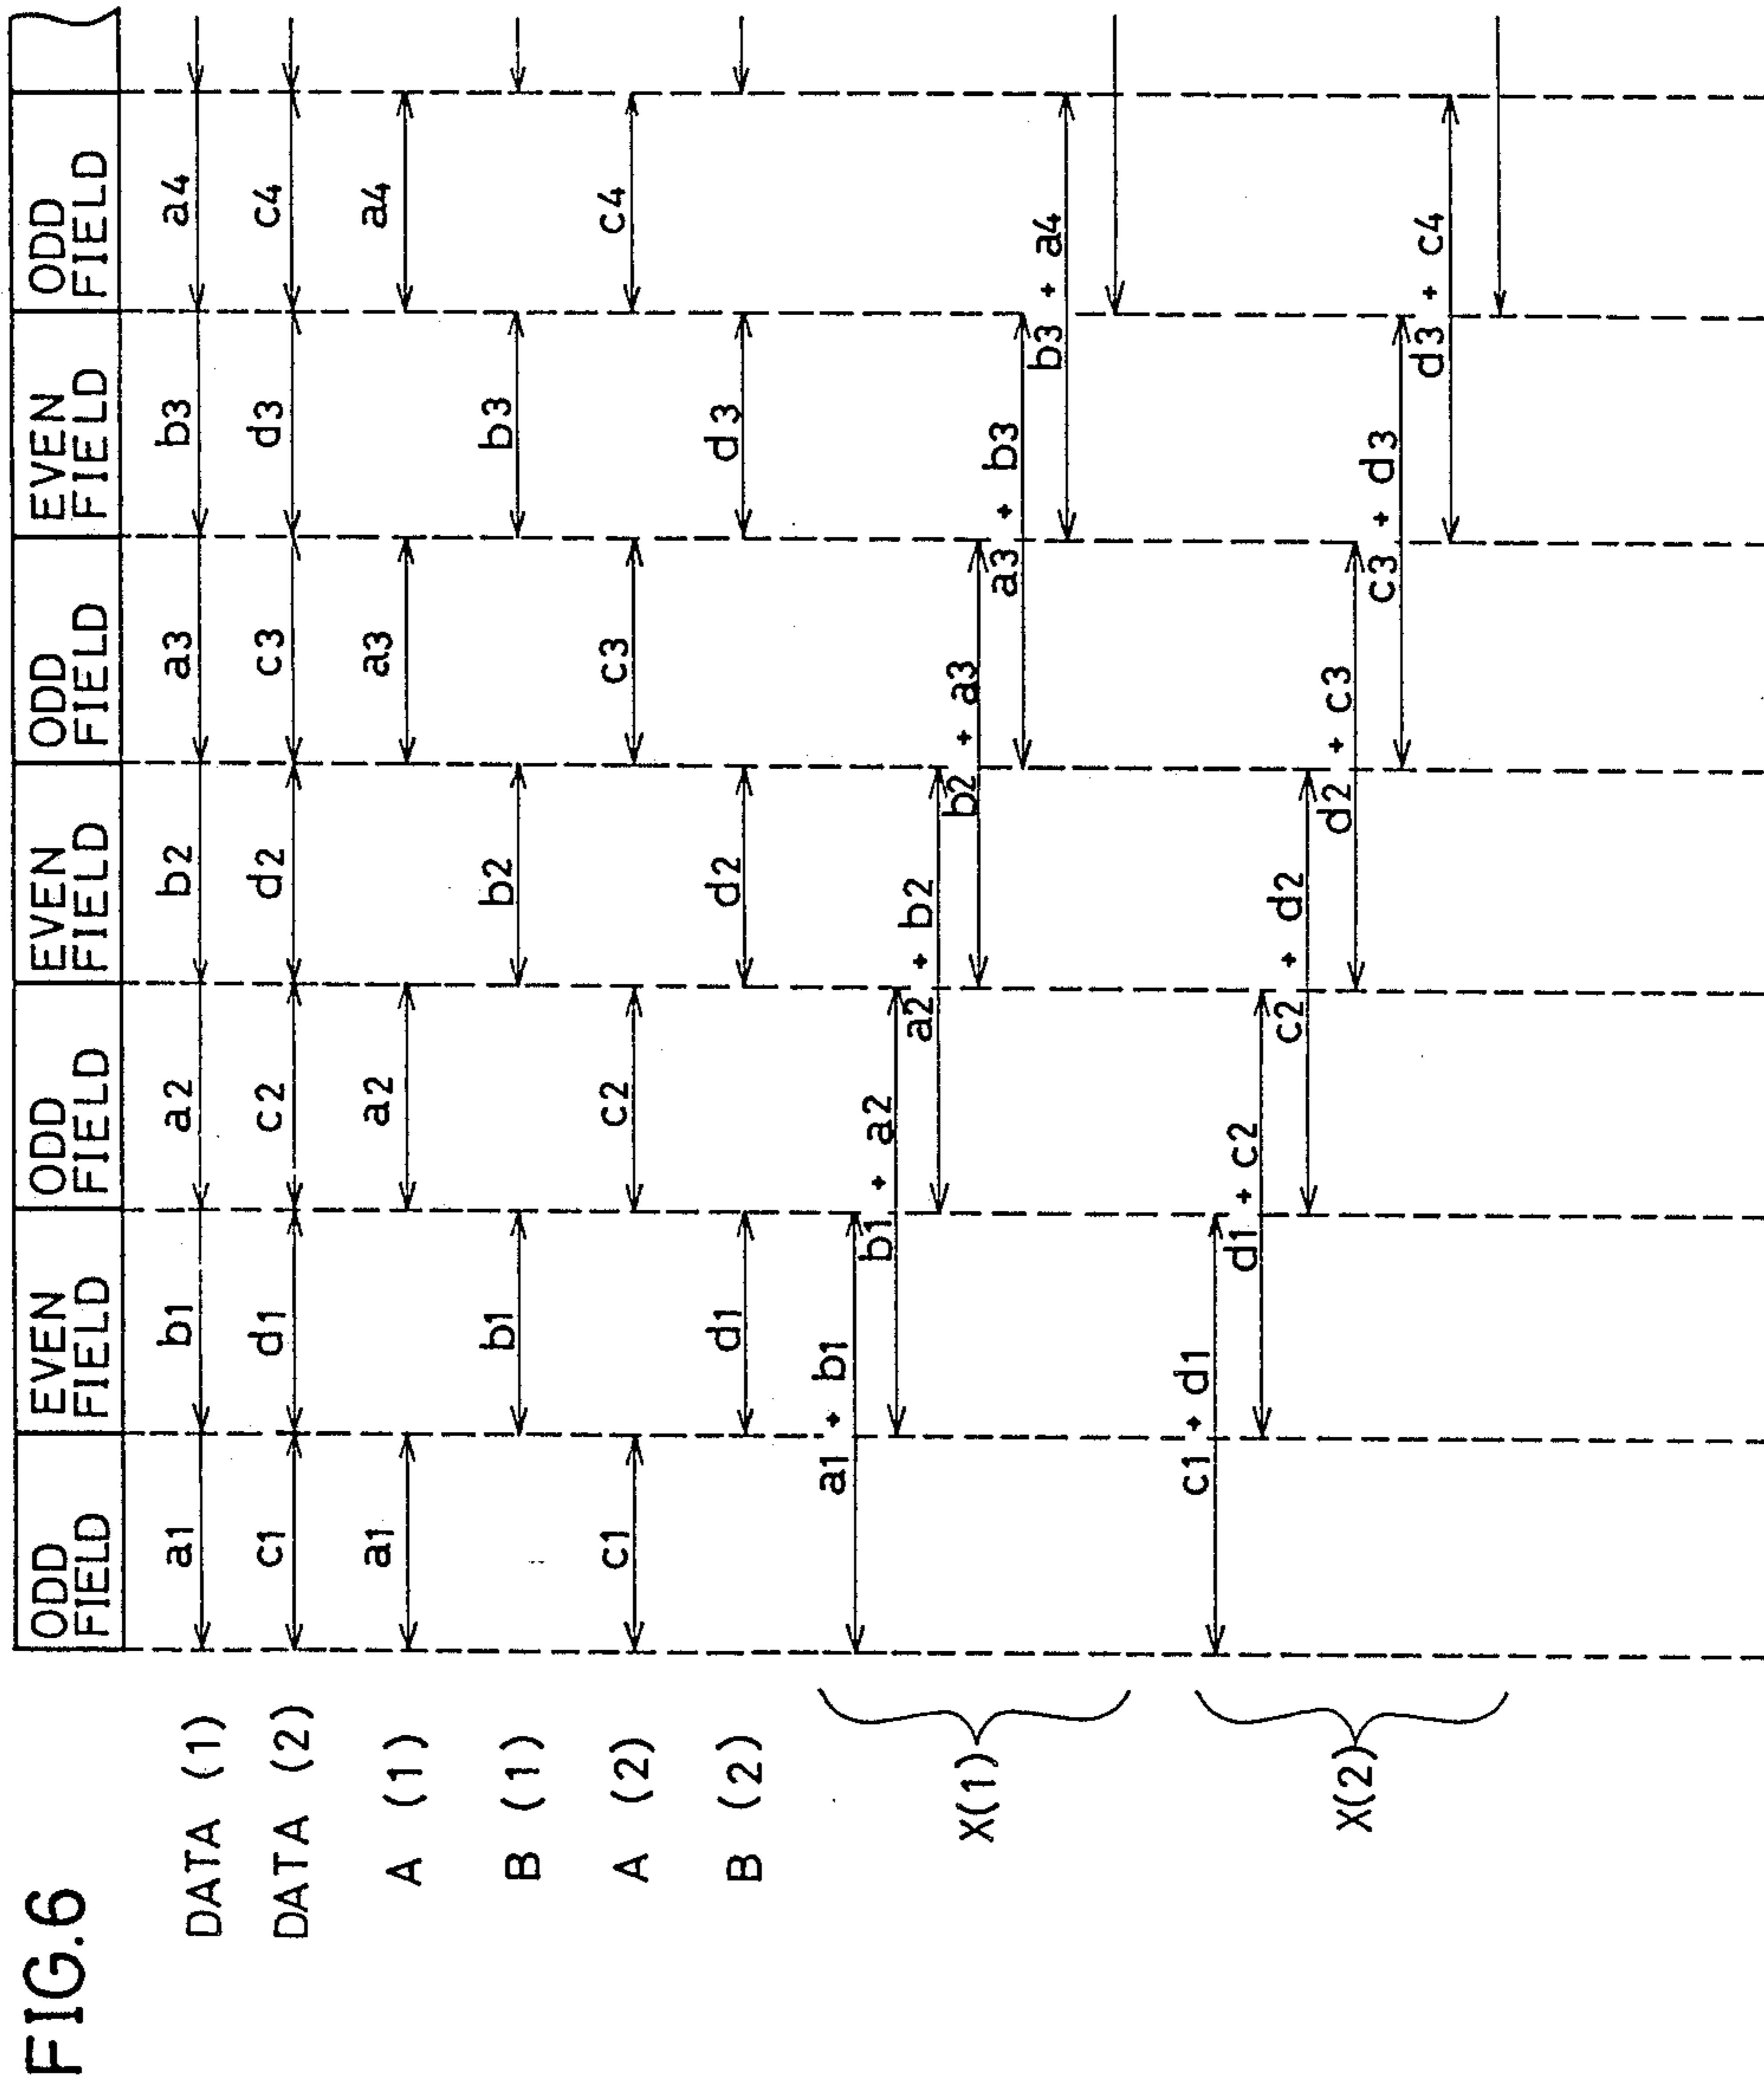 FIG.6
ODD FIELD EVEN FIELD ODD FIELD EVEN FIELD ODD FIELD EVEN FIELD ODD FIELD
DATA (1) a1 b1 a2 b2 a3 b3 a4
DATA (2) c1 d1 c2 d2 c3 d3 c4
A (1) a1 a2 a3 a4
B (1) b1 b2 b3
A (2) c1 c2 c3 c4
B (2) d1 d2 d3
X(1)
a1 + b1
b1 + a2
a2 + b2
b2 + a3
a3 + b3
b3 + a4
X(2)
c1 + d1
d1 + c2
c2 + d2
d2 + c3
c3 + d3
d3 + c4